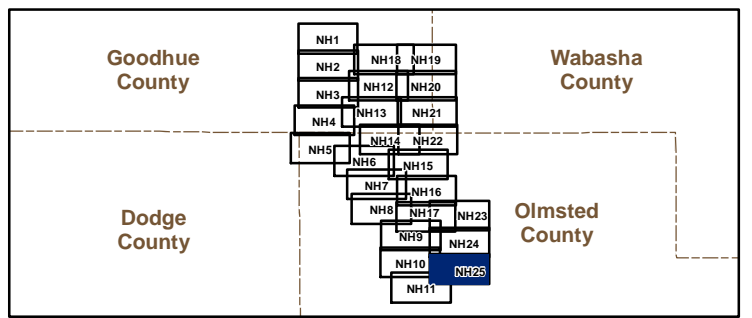 NH1
Goodhue
County
NH2
NH18
NH19
Wabasha
County
NH3
NH12
NH20
NH4
NH13
NH21
NH5
NH14
NH22
NH6
NH15
NH7
NH16
Dodge
County
NH8
NH17
NH23
Olmsted
County
NH9
NH24
NH10
NH25
NH11